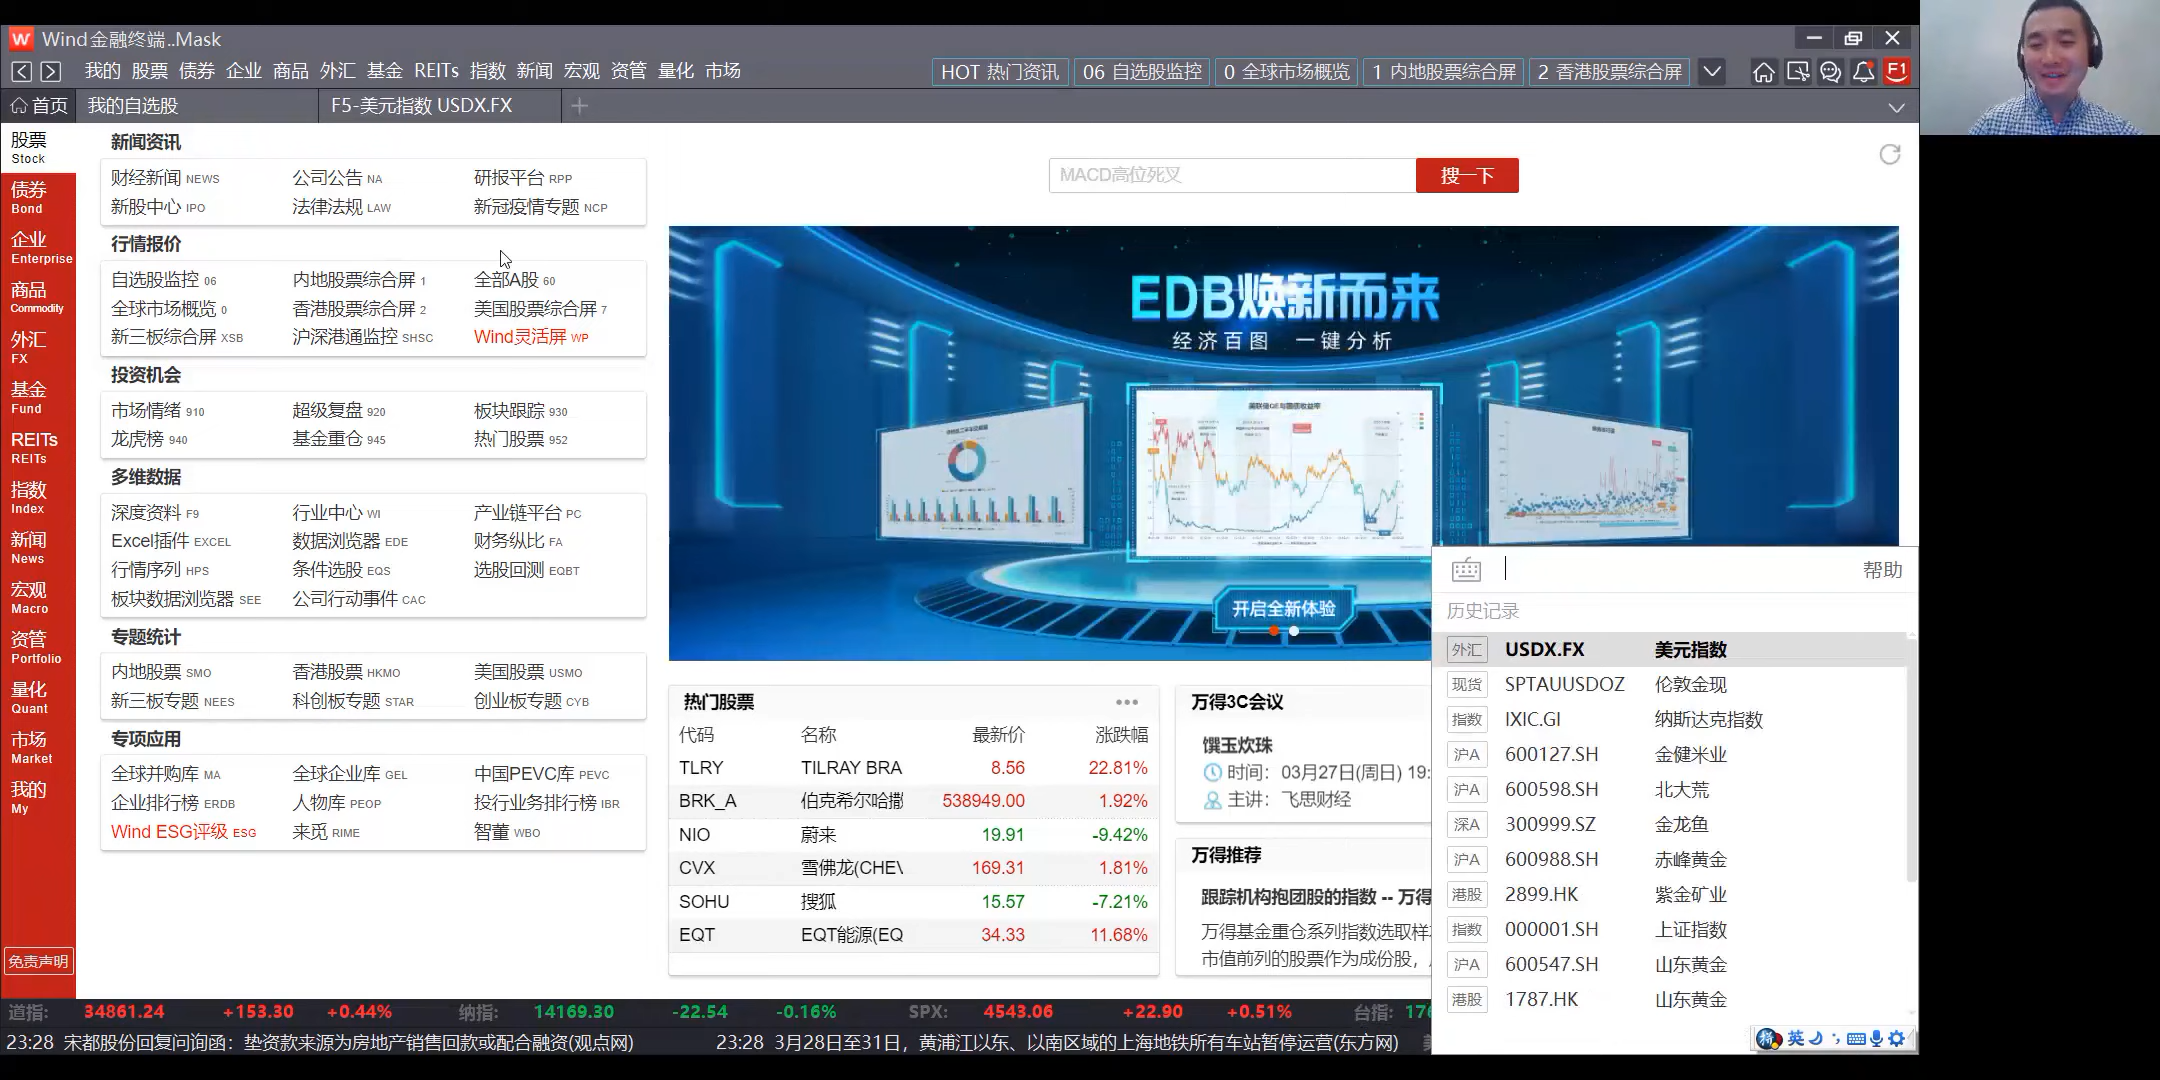 Wind金融终端..Mask
我的 股票 债券 企业 商品 外汇 基金 REITs 指数 新闻 宏观 资管 量化 市场
HOT 热门资讯 06 自选股监控 0 全球市场概览 1 内地股票综合屏 2 香港股票综合屏
F1
首页 我的自选股 F5-美元指数 USDX.FX
股票
Stock
债券
Bond
企业
Enterprise
商品
Commodity
外汇
FX
基金
Fund
REITs
REITs
指数
Index
新闻
News
宏观
Macro
资管
Portfolio
量化
Quant
市场
Market
我的
My
免责声明
新闻资讯
财经新闻 NEWS 公司公告 NA 研报平台 RPP
新股中心 IPO 法律法规 LAW 新冠疫情专题 NCP
行情报价
自选股监控 06 内地股票综合屏 1 全部A股 60
全球市场概览 0 香港股票综合屏 2 美国股票综合屏 7
新三板综合屏 XSB 沪深港通监控 SHSC Wind灵活屏 WP
投资机会
市场情绪 910 超级复盘 920 板块跟踪 930
龙虎榜 940 基金重仓 945 热门股票 952
多维数据
深度资料 F9 行业中心 WI 产业链平台 PC
Excel插件 EXCEL 数据浏览器 EDE 财务纵比 FA
行情序列 HPS 条件选股 EQS 选股回测 EQBT
板块数据浏览器 SEE 公司行动事件 CAC
专题统计
内地股票 SMO 香港股票 HKMO 美国股票 USMO
新三板专题 NEES 科创板专题 STAR 创业板专题 CYB
专项应用
全球并购库 MA 全球企业库 GEL 中国PEVC库 PEVC
企业排行榜 ERDB 人物库 PEOP 投行业务排行榜 IBR
Wind ESG评级 ESG 来觅 RIME 智董 WBO
MACD高位死叉 搜一下
EDB焕新而来
经济百图 一键分析
开启全新体验
热门股票
代码 名称 最新价 涨跌幅
TLRY TILRAY BRA 8.56 22.81%
BRK_A 伯克希尔哈撒 538949.00 1.92%
NIO 蔚来 19.91 -9.42%
CVX 雪佛龙(CHEV 169.31 1.81%
SOHU 搜狐 15.57 -7.21%
EQT EQT能源(EQ 34.33 11.68%
万得3C会议
馔玉炊珠
时间： 03月27日(周日) 19:
主讲： 飞思财经
万得推荐
跟踪机构抱团股的指数 -- 万得
万得基金重仓系列指数选取样
市值前列的股票作为成份股，
帮助
历史记录
外汇 USDX.FX 美元指数
现货 SPTAUUSDOZ 伦敦金现
指数 IXIC.GI 纳斯达克指数
沪A 600127.SH 金健米业
沪A 600598.SH 北大荒
深A 300999.SZ 金龙鱼
沪A 600988.SH 赤峰黄金
港股 2899.HK 紫金矿业
指数 000001.SH 上证指数
沪A 600547.SH 山东黄金
港股 1787.HK 山东黄金
英
道指: 34861.24 +153.30 +0.44% 纳指: 14169.30 -22.54 -0.16% SPX: 4543.06 +22.90 +0.51% 台指: 176
23:28 宋都股份回复问询函：垫资款来源为房地产销售回款或配合融资(观点网) 23:28 3月28日至31日，黄浦江以东、以南区域的上海地铁所有车站暂停运营(东方网)